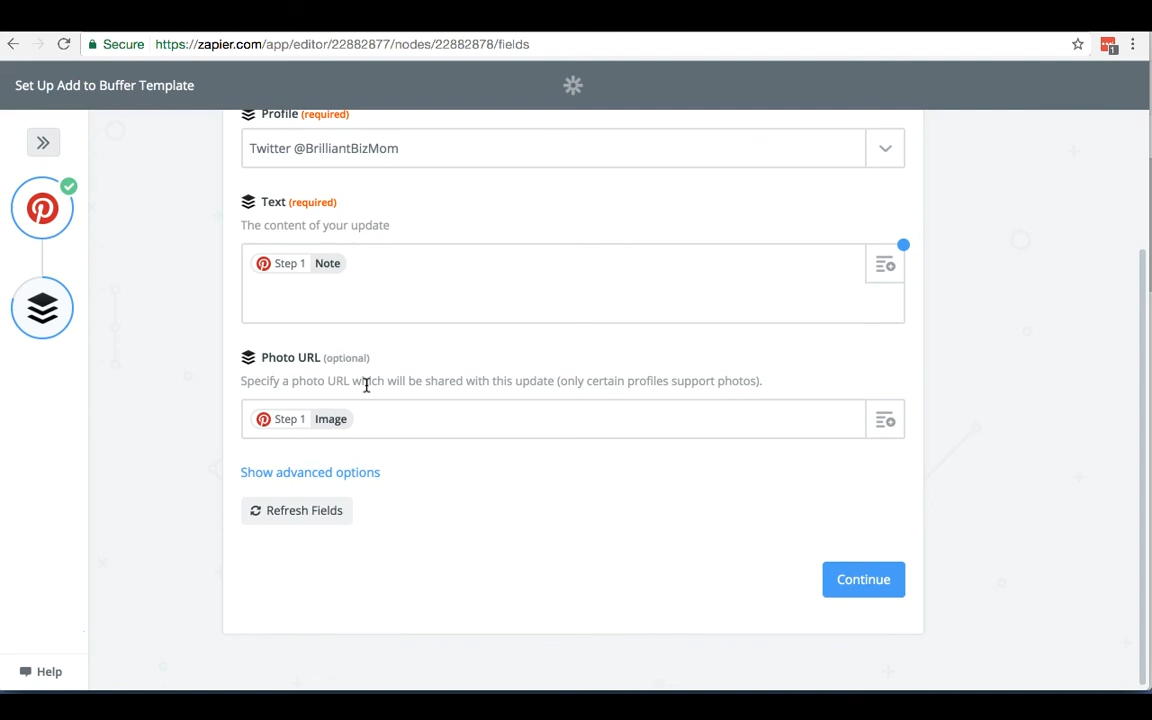 Secure https://zapier.com/app/editor/22882877/nodes/22882878/fields
1
Set Up Add to Buffer Template
Profile (required)
Twitter @BrilliantBizMom
Text (required)
The content of your update
Step 1 Note
Photo URL (optional)
Specify a photo URL which will be shared with this update (only certain profiles support photos).
Step 1 Image
Show advanced options
Refresh Fields
Continue
Help